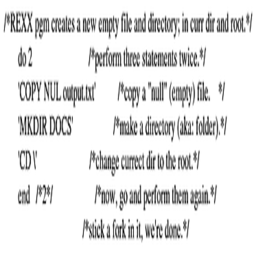 /*REXX pgm creates a new empty file and directory; in curr dir and root.*/
do 2 /*perform three statements twice.*/
'COPY NUL output.txt' /*copy a "null" (empty) file. */
'MKDIR DOCS' /*make a directory (aka: folder).*/
'CD \' /*change currect dir to the root.*/
end /*2*/ /*now, go and perform them again.*/
/*stick a fork in it, we're done.*/